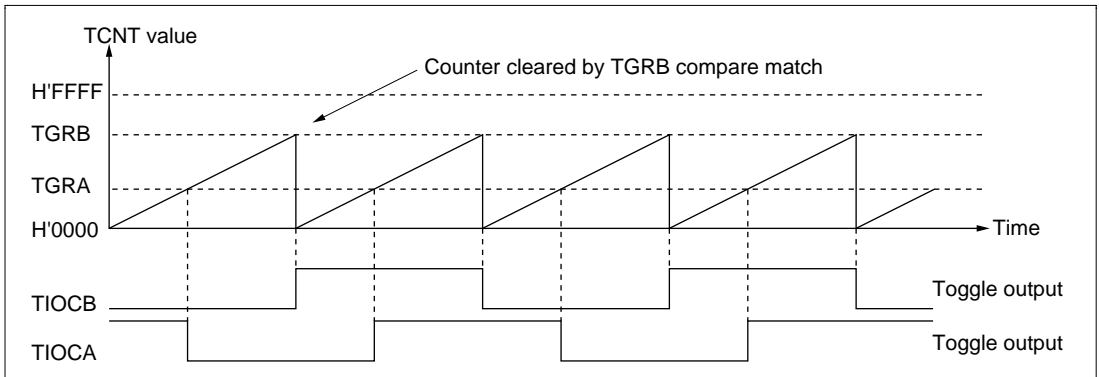 TCNT value
Counter cleared by TGRB compare match
H'FFFF
TGRB
TGRA
H'0000
Time
TIOCB
Toggle output
TIOCA
Toggle output